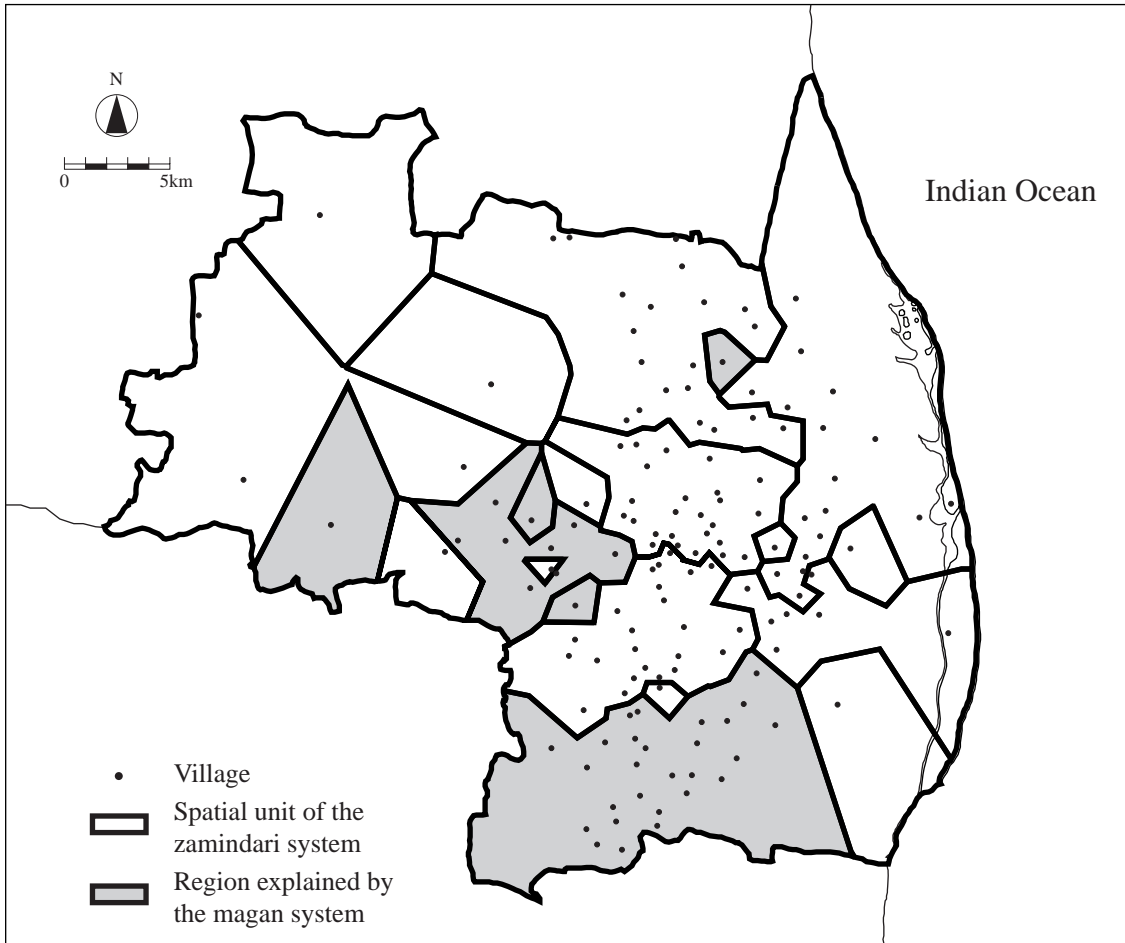 N
0 5km
Indian Ocean
Village
Spatial unit of the
zamindari system
Region explained by
the magan system